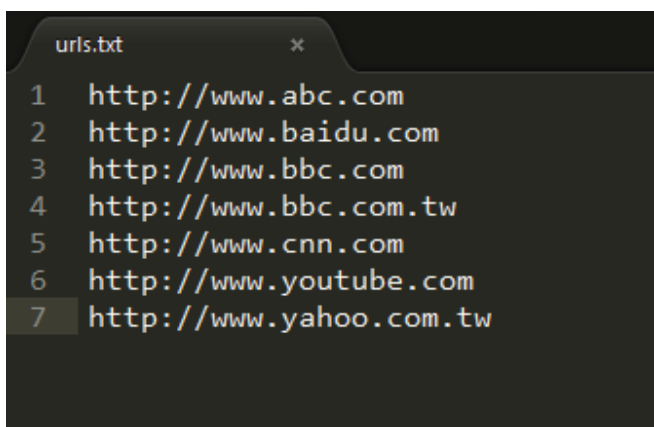 urls.txt ×
1 http://www.abc.com
2 http://www.baidu.com
3 http://www.bbc.com
4 http://www.bbc.com.tw
5 http://www.cnn.com
6 http://www.youtube.com
7 http://www.yahoo.com.tw